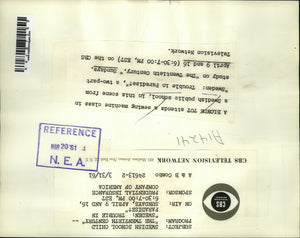 A BLONDE TOT attends a sewing machine class in
a Swedish public school, in this scene from
"Sweden: Trouble in Paradise?," a two-part
study on "The Twentieth Century," Sundays,
April 9 and 16 (6:30-7:00 PM, EST) on the CBS
Television Network.
REFERENCE
N. E. A.
CBS TELEVISION NETWORK
A A B Combo 24613-2 3/31/61
SUBJECT: SWEDISH SCHOOL CHILD
PROGRAM: "THE TWENTIETH CENTURY"
"SWEDEN: TROUBLE IN
PARADISE?"
ON AIR: SUNDAYS, APRIL 9 AND 16,
6:30-7:00 PM, EST
SPONSOR: PRUDENTIAL INSURANCE
COMPANY OF AMERICA
CBS